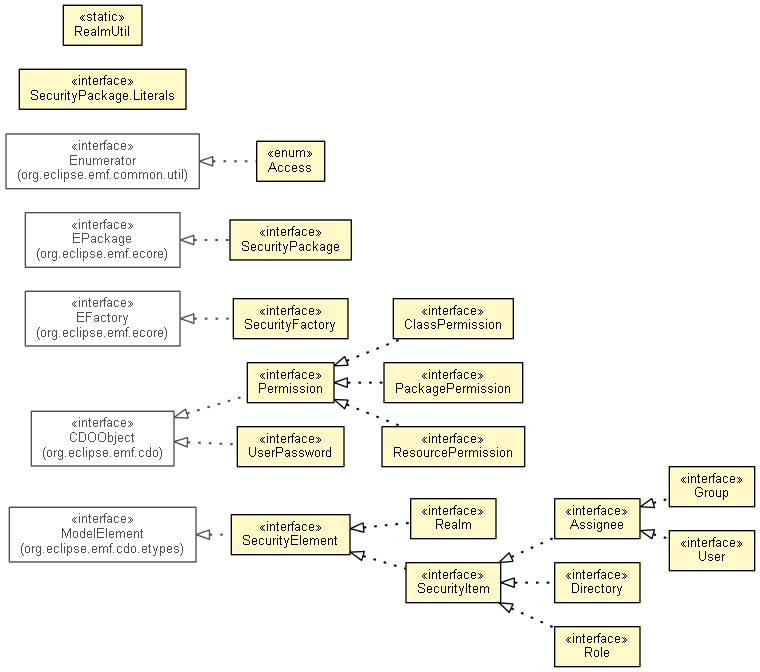 «static»
RealmUtil
«interface»
SecurityPackage.Literals
«interface»
Enumerator
(org.eclipse.emf.common.util)
«enum»
Access
«interface»
EPackage
(org.eclipse.emf.ecore)
«interface»
SecurityPackage
«interface»
EFactory
(org.eclipse.emf.ecore)
«interface»
SecurityFactory
«interface»
ClassPermission
«interface»
Permission
«interface»
PackagePermission
«interface»
CDOObject
(org.eclipse.emf.cdo)
«interface»
UserPassword
«interface»
ResourcePermission
«interface»
ModelElement
(org.eclipse.emf.cdo.etypes)
«interface»
SecurityElement
«interface»
Realm
«interface»
SecurityItem
«interface»
Assignee
«interface»
Group
«interface»
User
«interface»
Directory
«interface»
Role